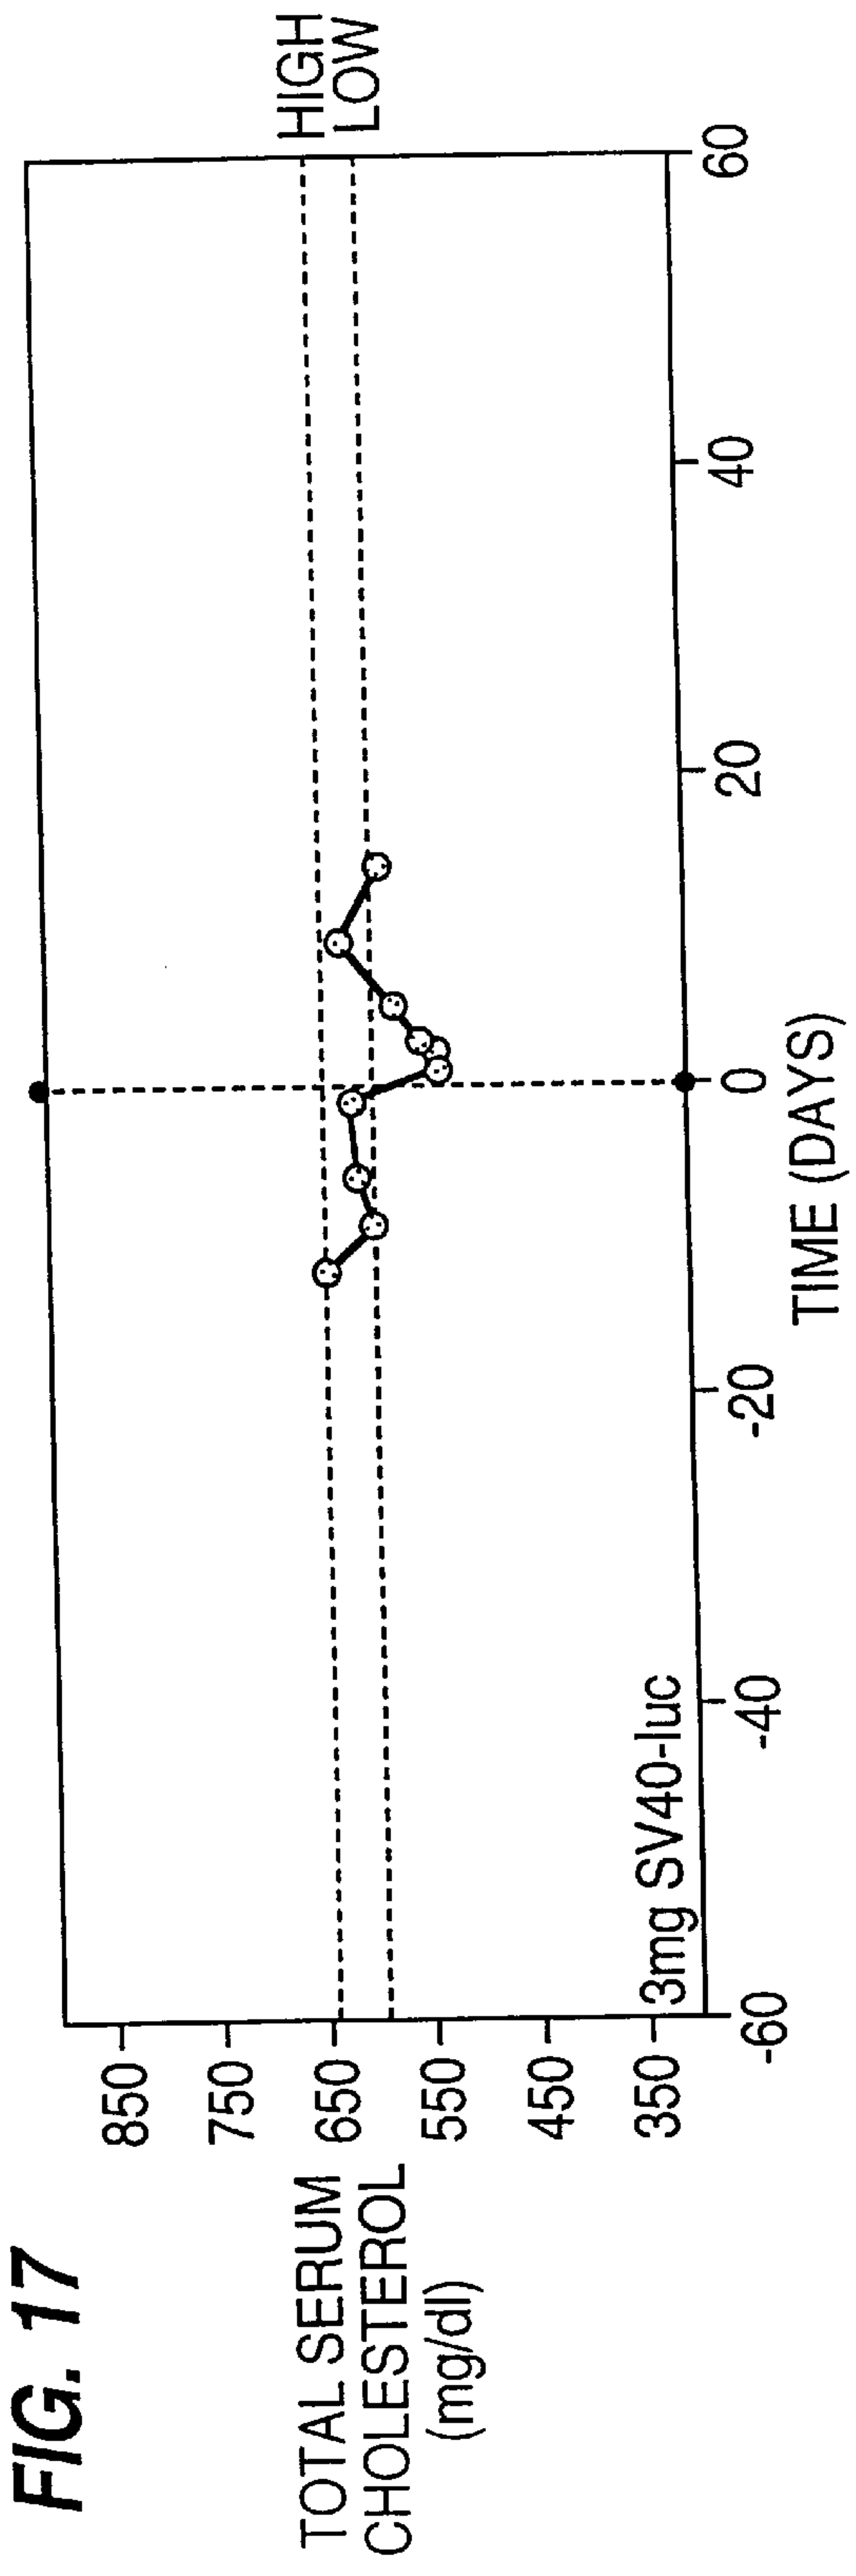 FIG. 17
TOTAL SERUM
CHOLESTEROL
(mg/dl)
850
750
650
550
450
350
HIGH
LOW
3mg SV40-luc
-60
-40
-20
0
20
40
60
TIME (DAYS)